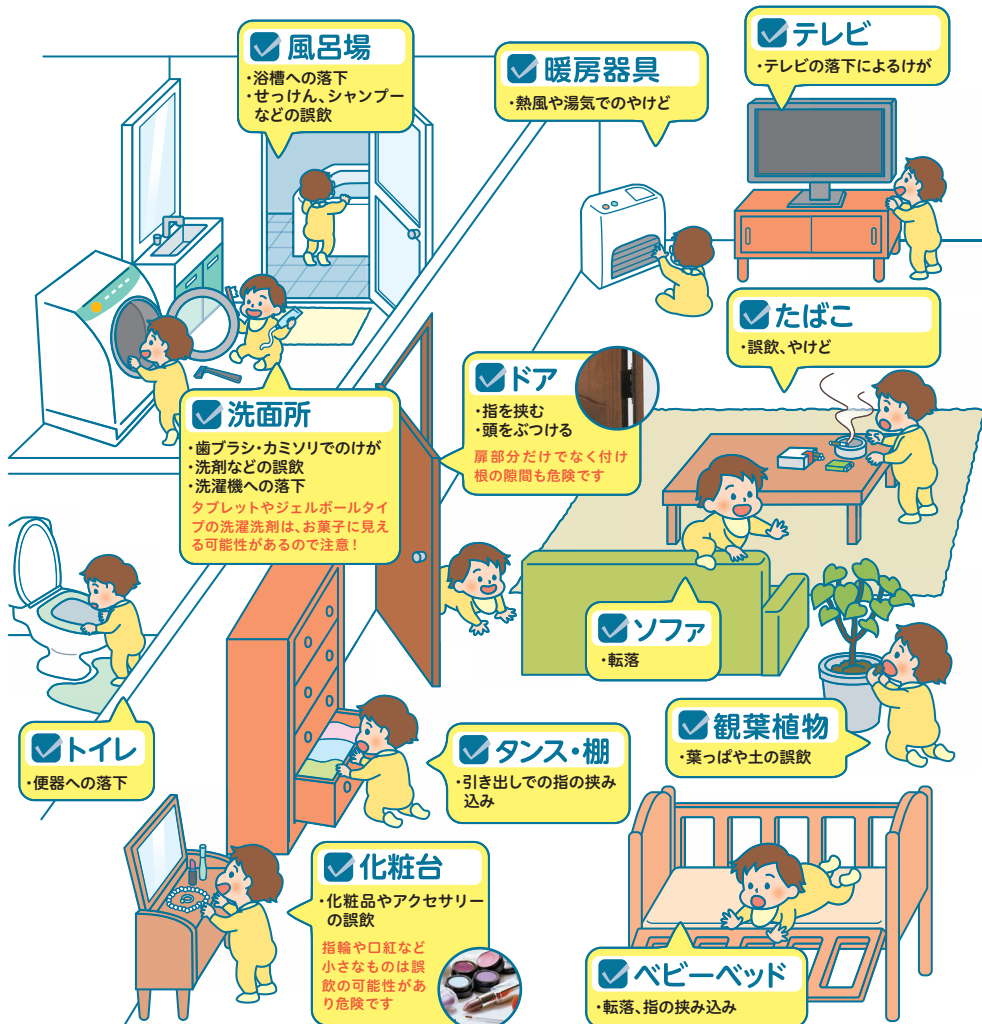 風呂場
・浴槽への落下
・せっけん、シャンプー
などの誤飲
暖房器具
・熱風や湯気でのやけど
テレビ
・テレビの落下によるけが
たばこ
・誤飲、やけど
ドア
・指を挟む
・頭をぶつける
扉部分だけでなく付け
根の隙間も危険です
洗面所
・歯ブラシ・カミソリでのけが
・洗剤などの誤飲
・洗濯機への落下
タブレットやジェルボールタイ
プの洗濯洗剤は、お菓子に見え
る可能性があるので注意！
ソファ
・転落
トイレ
・便器への落下
タンス・棚
・引き出しでの指の挟み
込み
観葉植物
・葉っぱや土の誤飲
化粧台
・化粧品やアクセサリー
の誤飲
指輪や口紅など
小さなものは誤
飲の可能性があ
り危険です
ベビーベッド
・転落、指の挟み込み